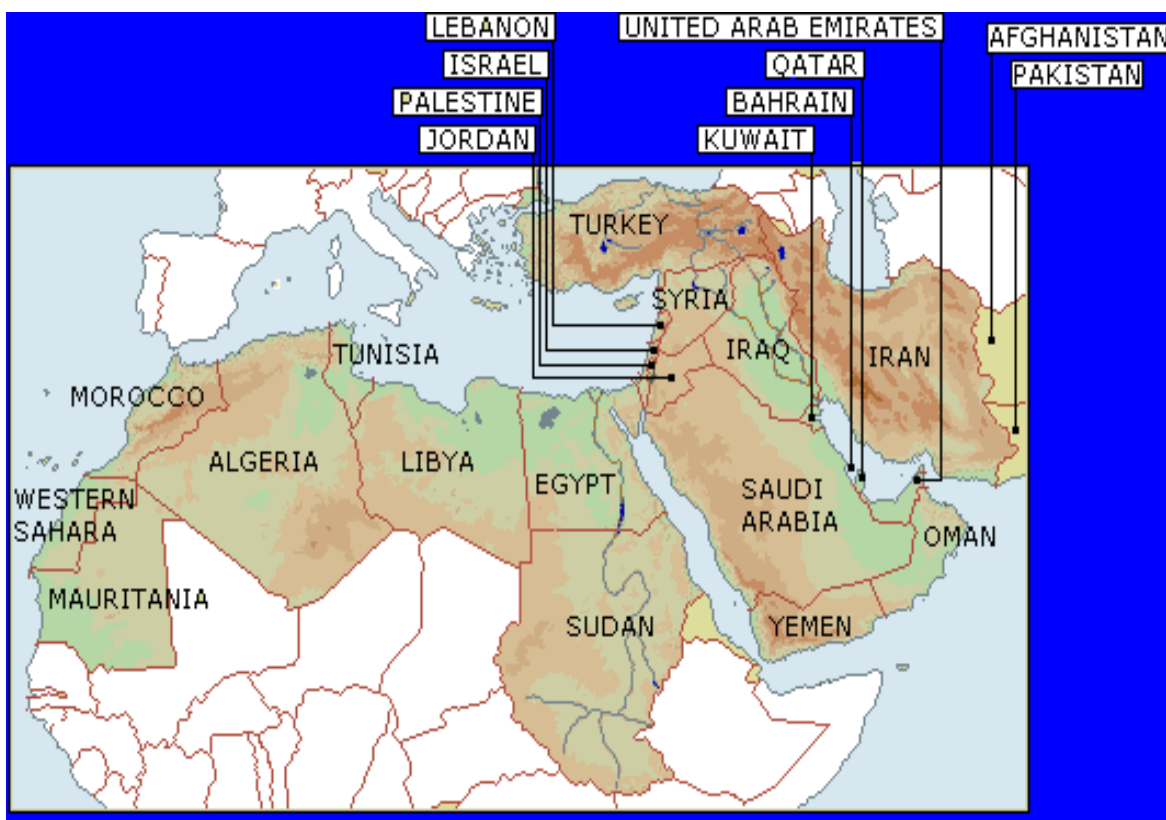 LEBANON
UNITED ARAB EMIRATES
AFGHANISTAN
ISRAEL
QATAR
PAKISTAN
PALESTINE
BAHRAIN
JORDAN
KUWAIT
TURKEY
SYRIA
TUNISIA
IRAQ
IRAN
MOROCCO
ALGERIA
LIBYA
EGYPT
SAUDI
ARABIA
WESTERN
SAHARA
OMAN
MAURITANIA
SUDAN
YEMEN